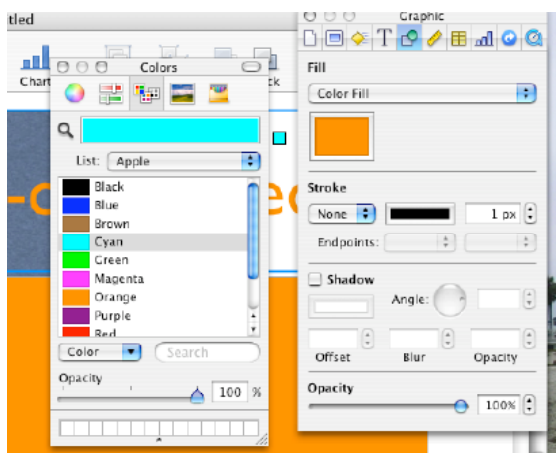 tled
Chart
ck
Colors
List: Apple
Black
Blue
Brown
Cyan
Green
Magenta
Orange
Purple
Red
Color
Search
Opacity
100 %
Graphic
Fill
Color Fill
Stroke
None
1 px
Endpoints:
Shadow
Angle:
Offset Blur Opacity
Opacity
100%